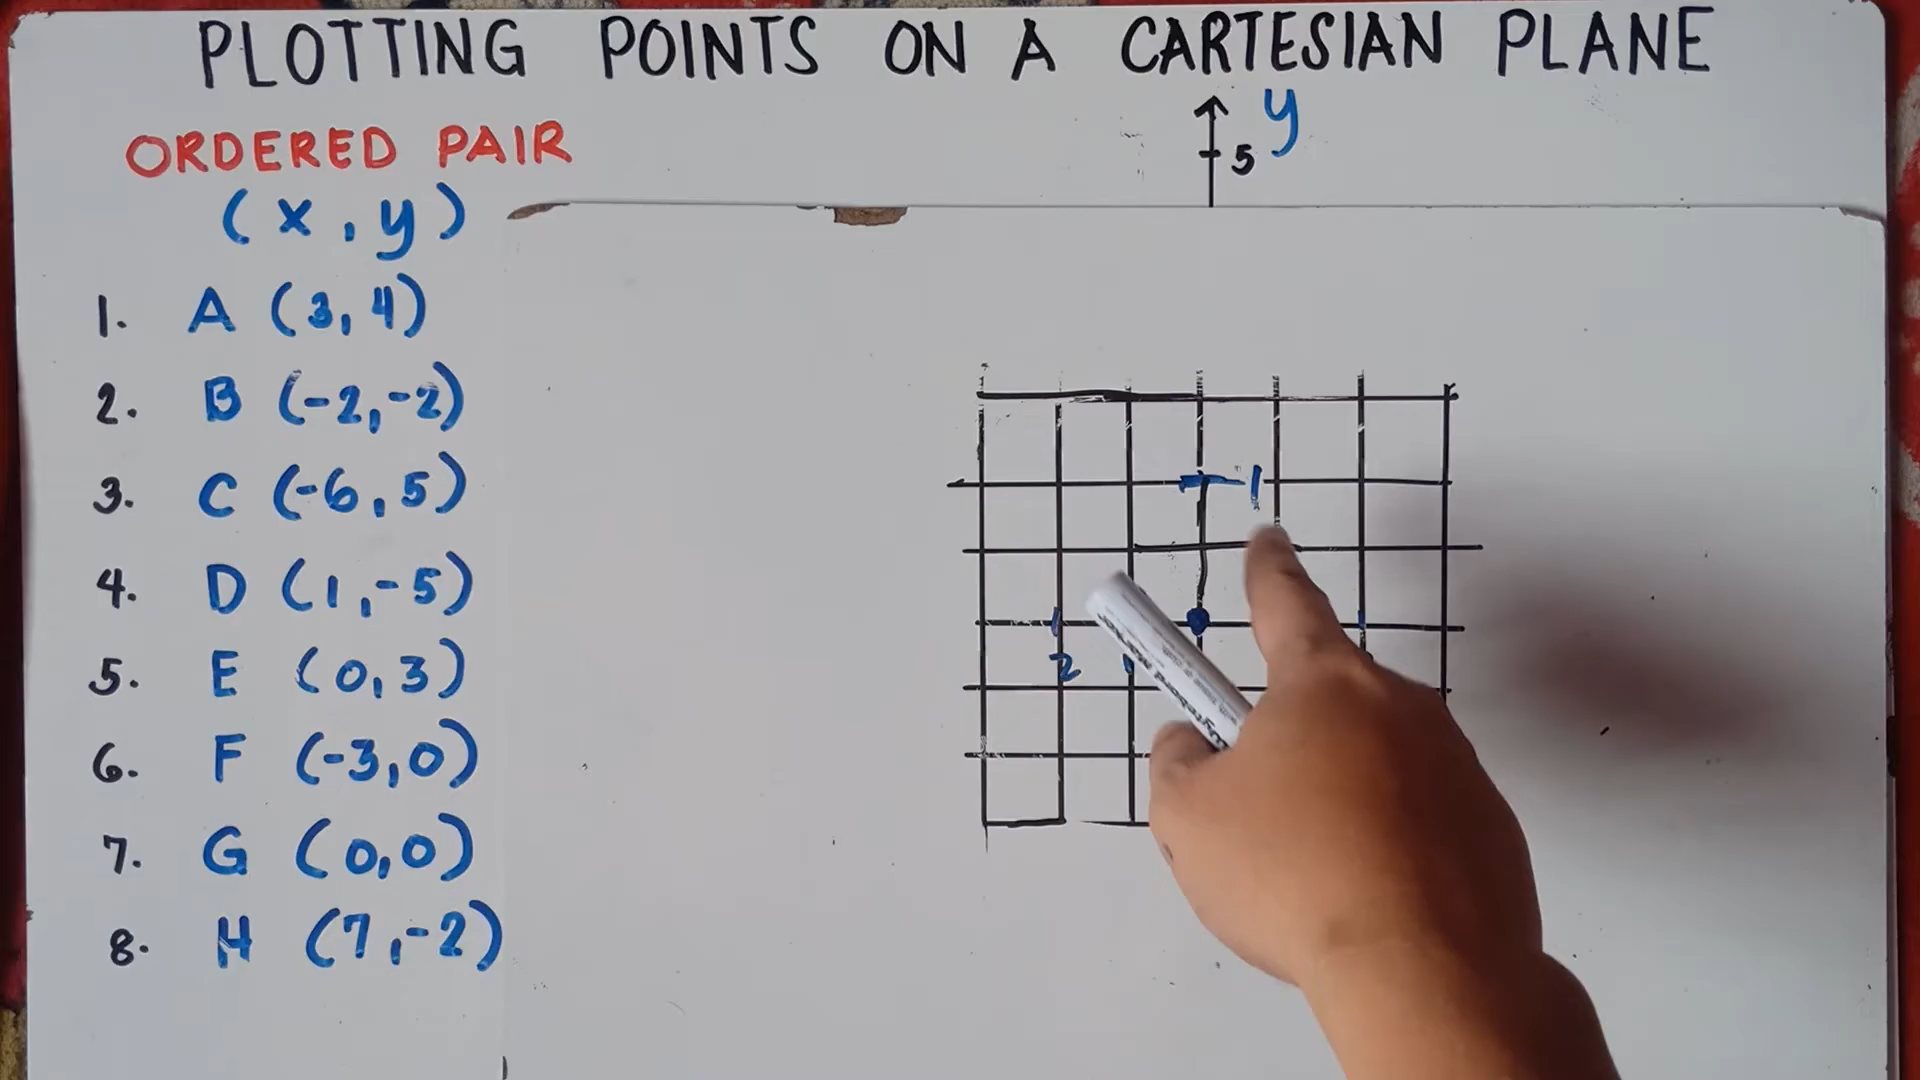 PLOTTING POINTS ON A CARTESIAN PLANE
y
5
ORDERED PAIR
(x, y)
1. A (3, 4)
2. B (-2, -2)
3. C (-6, 5)
4. D (1, -5)
5. E (0, 3)
6. F (-3, 0)
7. G (0, 0)
8. H (7, -2)
1
2